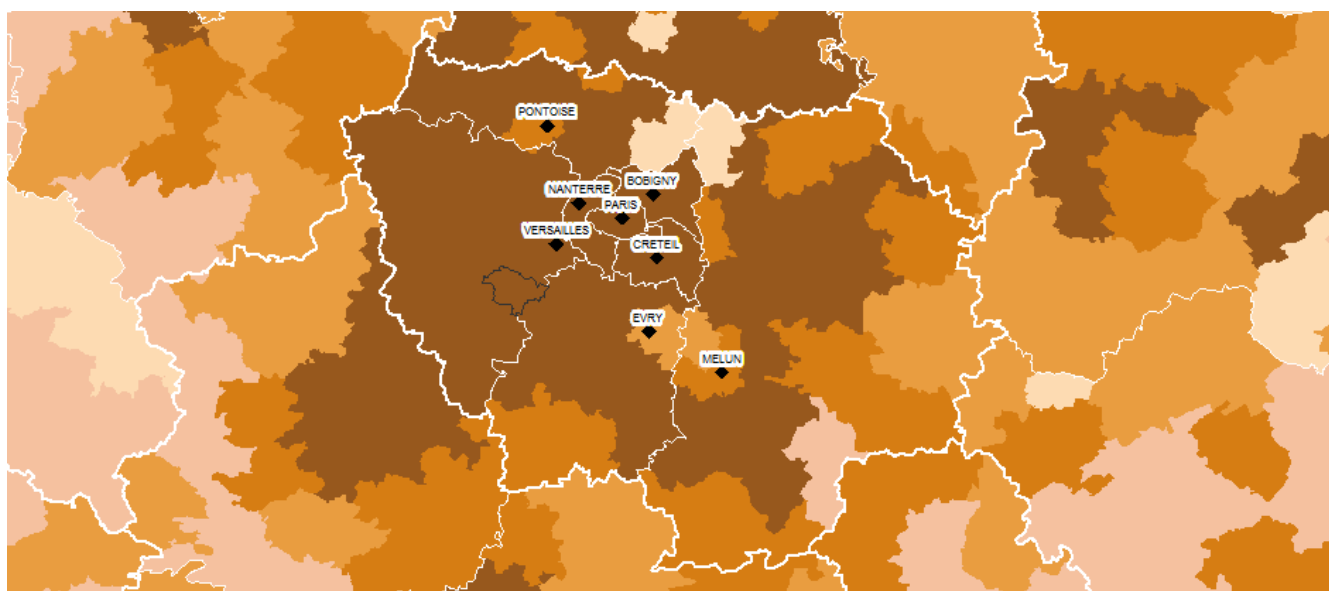 PONTOISE
BOBIGNY
NANTERRE
PARIS
VERSAILLES
CRETEIL
EVRY
MELUN